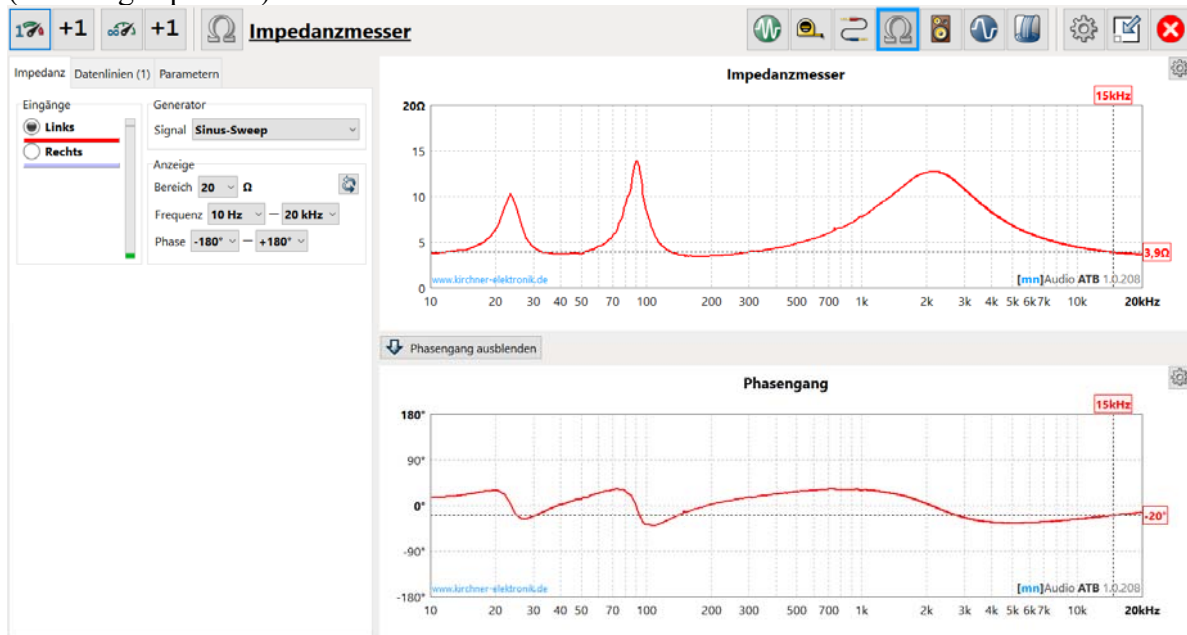 1 +1 +1 Ω Impedanzmesser
Impedanz Datenlinien (1) Parametern
Eingänge
Links
Rechts
Generator
Signal Sinus-Sweep
Anzeige
Bereich 20 Ω
Frequenz 10 Hz — 20 kHz
Phase -180° — +180°
Impedanzmesser
15kHz
20Ω
15
10
5
0
3,9Ω
www.kirchner-elektronik.de
[mn]Audio ATB 1.0.208
10 20 30 40 50 70 100 200 300 500 700 1k 2k 3k 4k 5k 6k 7k 10k 20kHz
Phasengang ausblenden
Phasengang
15kHz
180°
90°
0°
-90°
-180°
-20°
www.kirchner-elektronik.de
[mn]Audio ATB 1.0.208
10 20 30 40 50 70 100 200 300 500 700 1k 2k 3k 4k 5k 6k 7k 10k 20kHz